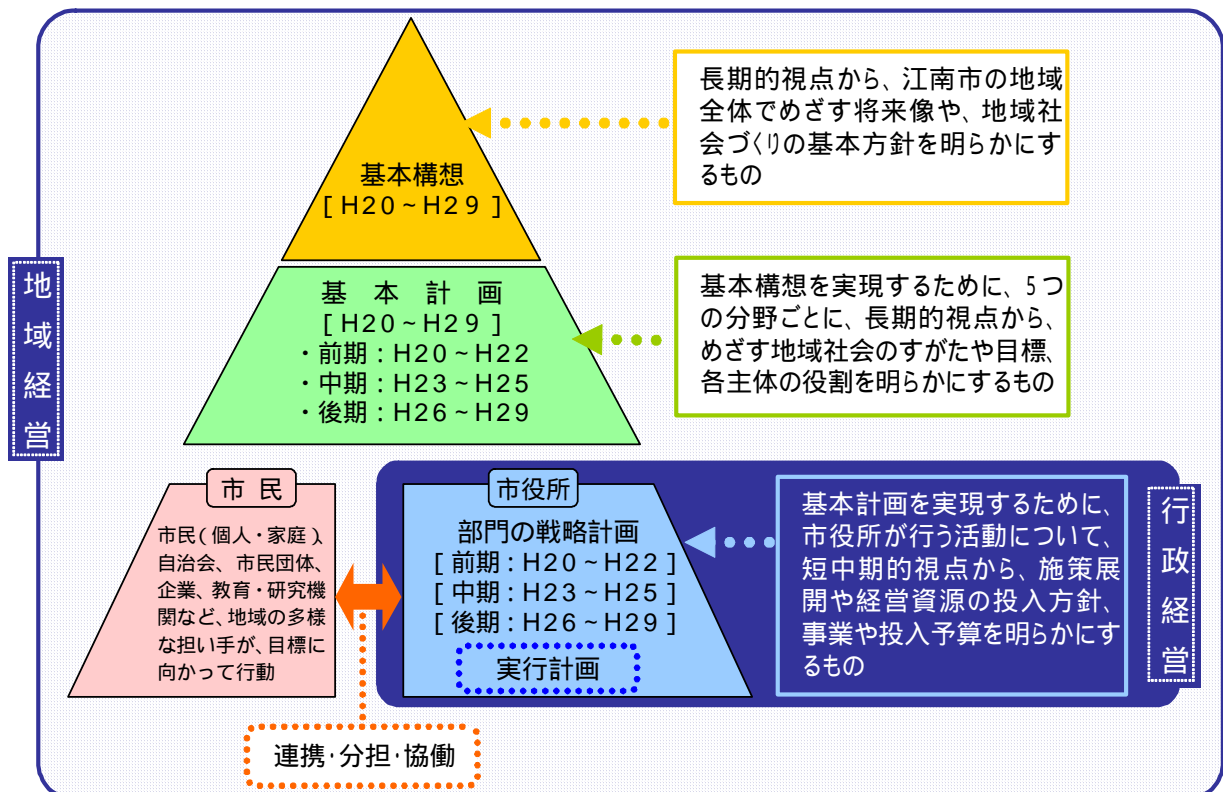 長期的視点から、江南市の地域
全体でめざす将来像や、地域社
会づくりの基本方針を明らかにす
るもの
基本構想
[ H20~H29 ]
地域経営
基本計画
[ H20~H29 ]
・前期:H20~H22
・中期:H23~H25
・後期:H26~H29
基本構想を実現するために、5つ
の分野ごとに、長期的視点から、
めざす地域社会のすがたや目標、
各主体の役割を明らかにするもの
市民
市民(個人・家庭)、
自治会、市民団体、
企業、教育・研究機
関など、地域の多様
な担い手が、目標に
向かって行動
市役所
部門の戦略計画
[ 前期:H20~H22 ]
[ 中期:H23~H25 ]
[ 後期:H26~H29 ]
実行計画
基本計画を実現するために、
市役所が行う活動について、
短中期的視点から、施策展
開や経営資源の投入方針、
事業や投入予算を明らかにす
るもの
行政経営
連携・分担・協働